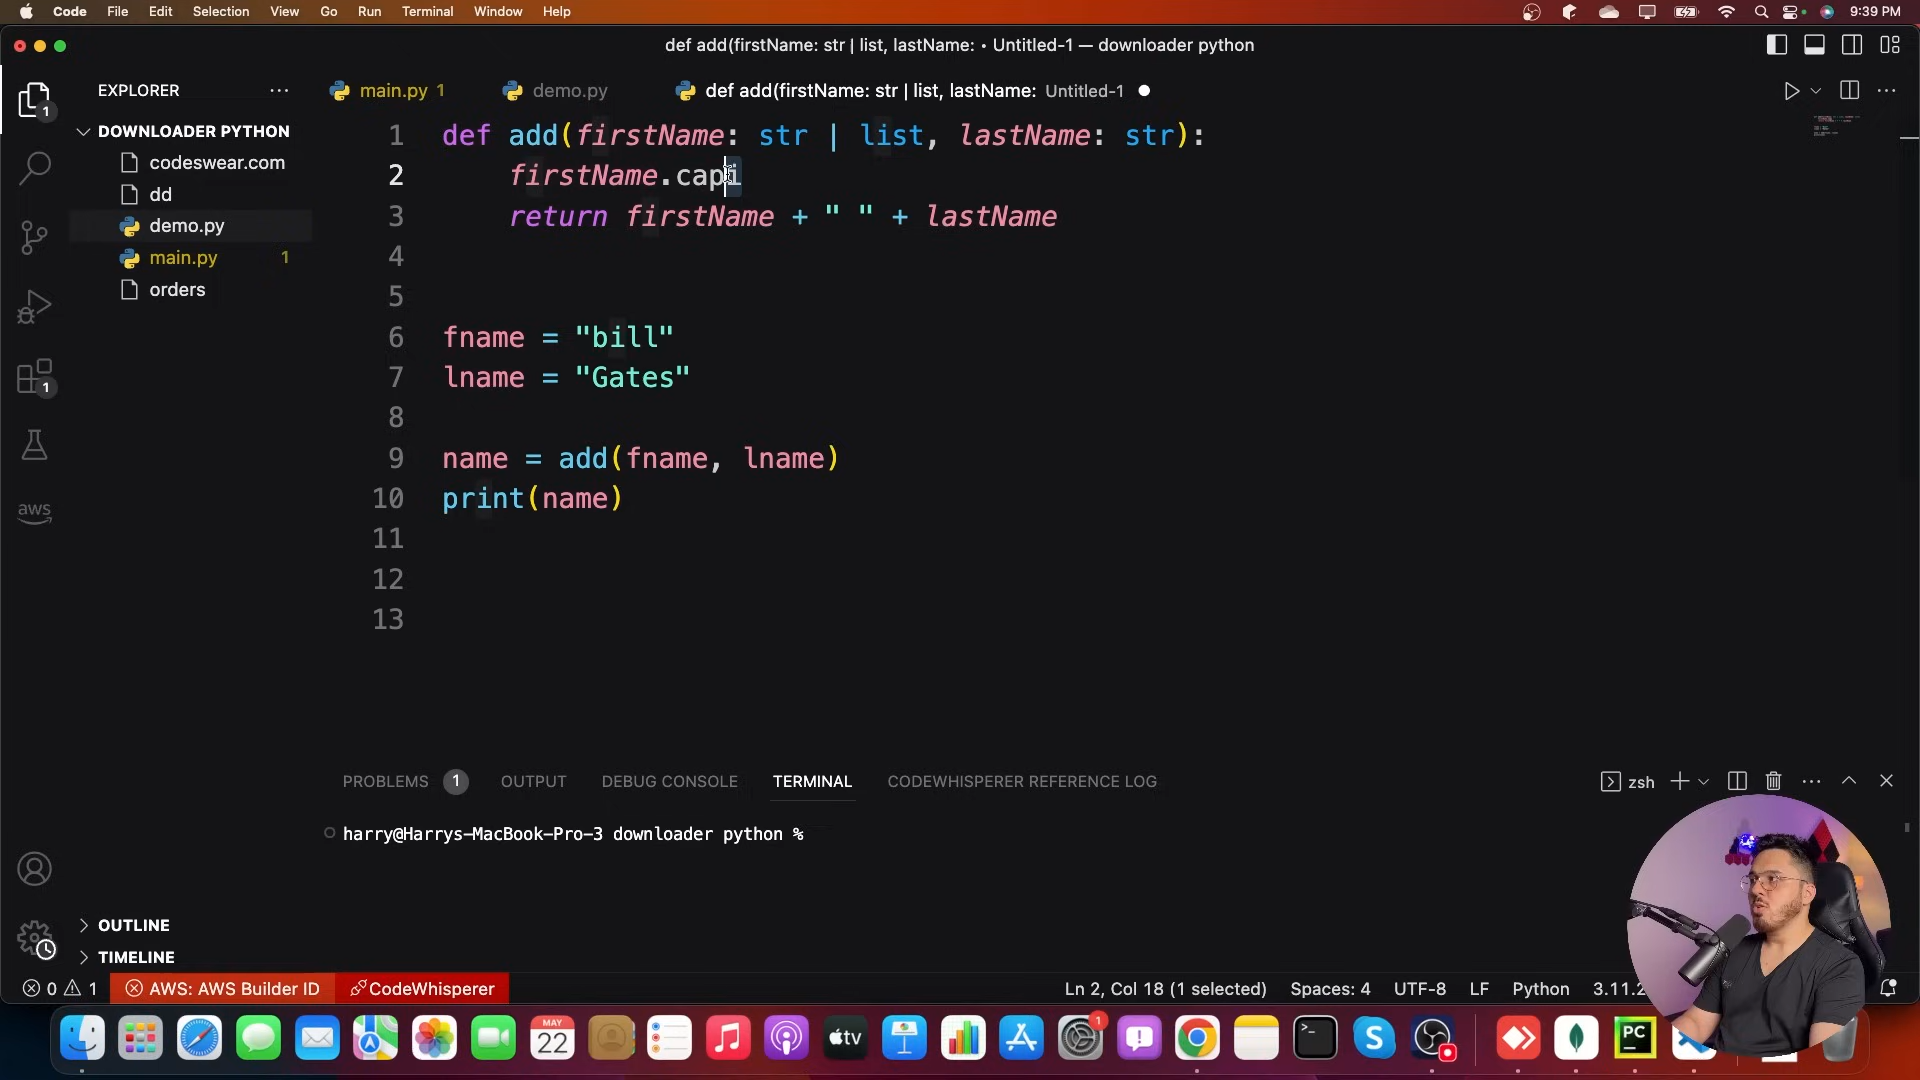 Code File Edit Selection View Go Run Terminal Window Help 9:39 PM
def add(firstName: str | list, lastName: • Untitled-1 — downloader python
EXPLORER ···
main.py 1
demo.py
def add(firstName: str | list, lastName: Untitled-1
DOWNLOADER PYTHON
codeswear.com
dd
demo.py
main.py 1
orders
1 def add(firstName: str | list, lastName: str):
2 firstName.capi
3 return firstName + " " + lastName
4
5
6 fname = "bill"
7 lname = "Gates"
8
9 name = add(fname, lname)
10 print(name)
11
12
13
1
1
aws
PROBLEMS 1 OUTPUT DEBUG CONSOLE TERMINAL CODEWHISPERER REFERENCE LOG
zsh
harry@Harrys-MacBook-Pro-3 downloader python %
OUTLINE
TIMELINE
0 1 AWS: AWS Builder ID CodeWhisperer Ln 2, Col 18 (1 selected) Spaces: 4 UTF-8 LF Python 3.11.2
MAY
22
tv
1
PC